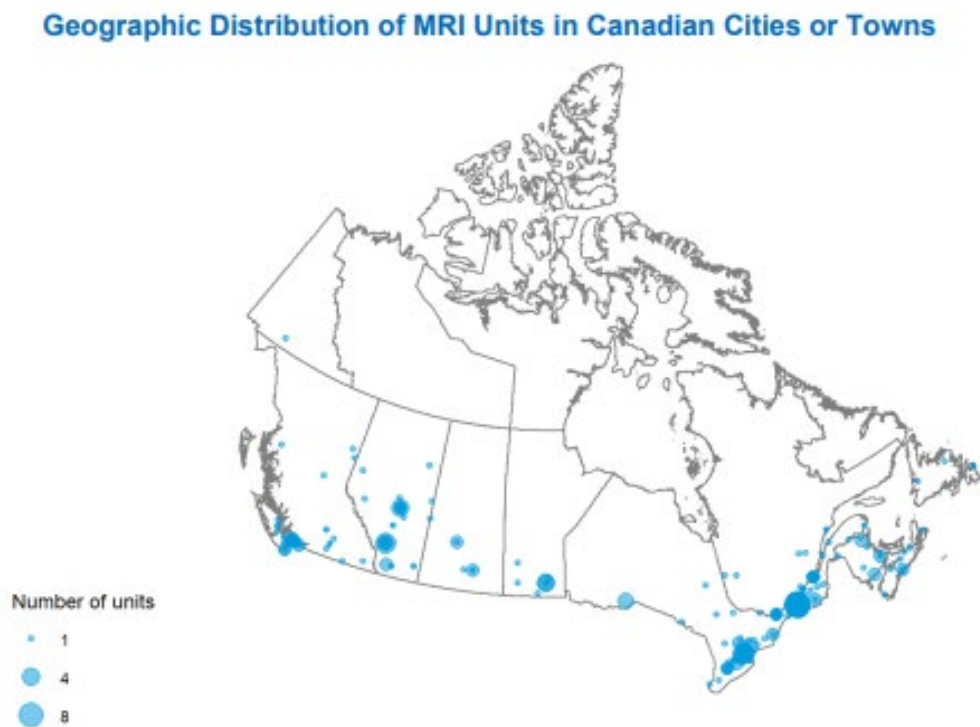 Geographic Distribution of MRI Units in Canadian Cities or Towns
Number of units
1
4
8